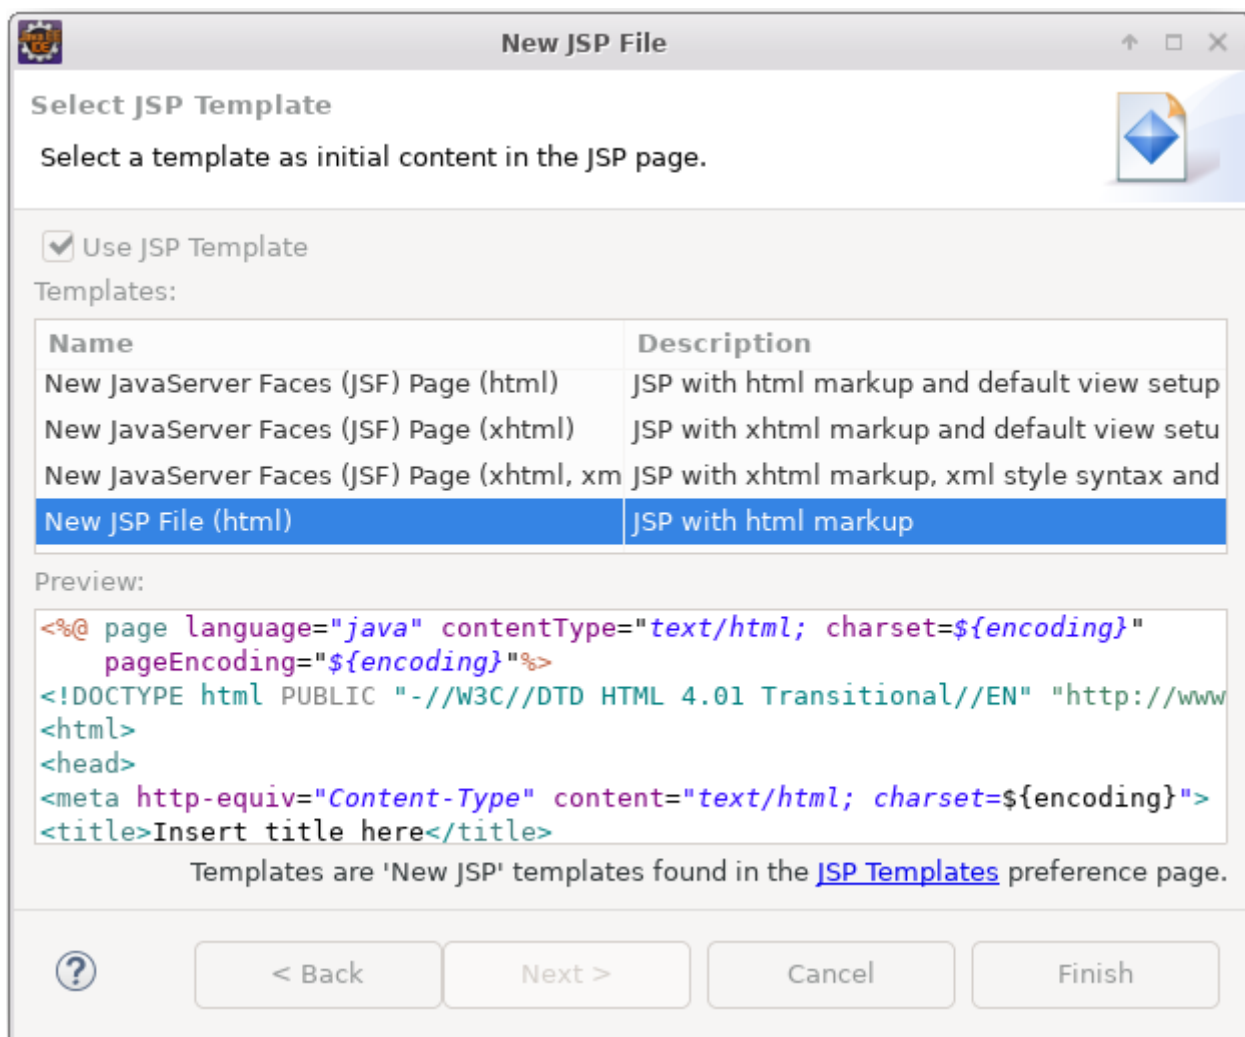 New JSP File
Select JSP Template
Select a template as initial content in the JSP page.
Use JSP Template
Templates:
Name Description
New JavaServer Faces (JSF) Page (html) JSP with html markup and default view setup
New JavaServer Faces (JSF) Page (xhtml) JSP with xhtml markup and default view setu
New JavaServer Faces (JSF) Page (xhtml, xm JSP with xhtml markup, xml style syntax and
New JSP File (html) JSP with html markup
Preview:
<%@ page language="java" contentType="text/html; charset=${encoding}"
    pageEncoding="${encoding}"%>
<!DOCTYPE html PUBLIC "-//W3C//DTD HTML 4.01 Transitional//EN" "http://www
<html>
<head>
<meta http-equiv="Content-Type" content="text/html; charset=${encoding}">
<title>Insert title here</title>
Templates are 'New JSP' templates found in the JSP Templates preference page.
? < Back Next > Cancel Finish